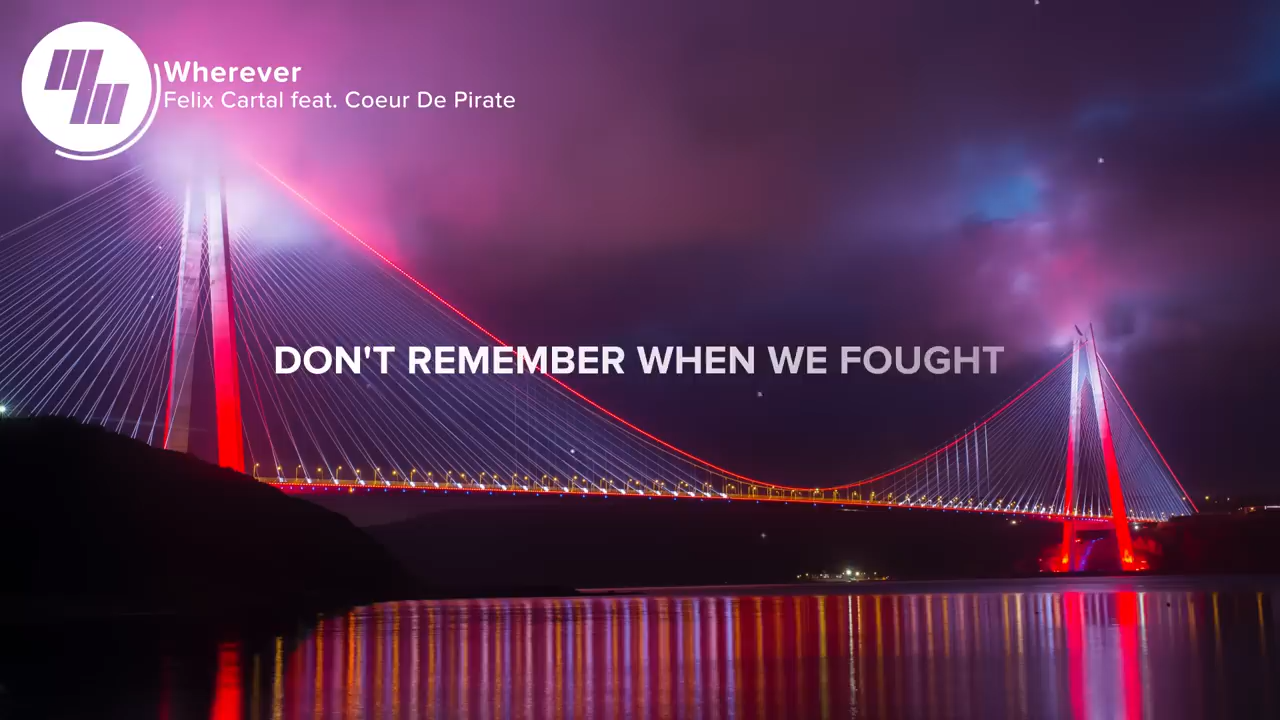 Wherever
Felix Cartal feat. Coeur De Pirate
DON'T REMEMBER WHEN WE FOUGHT